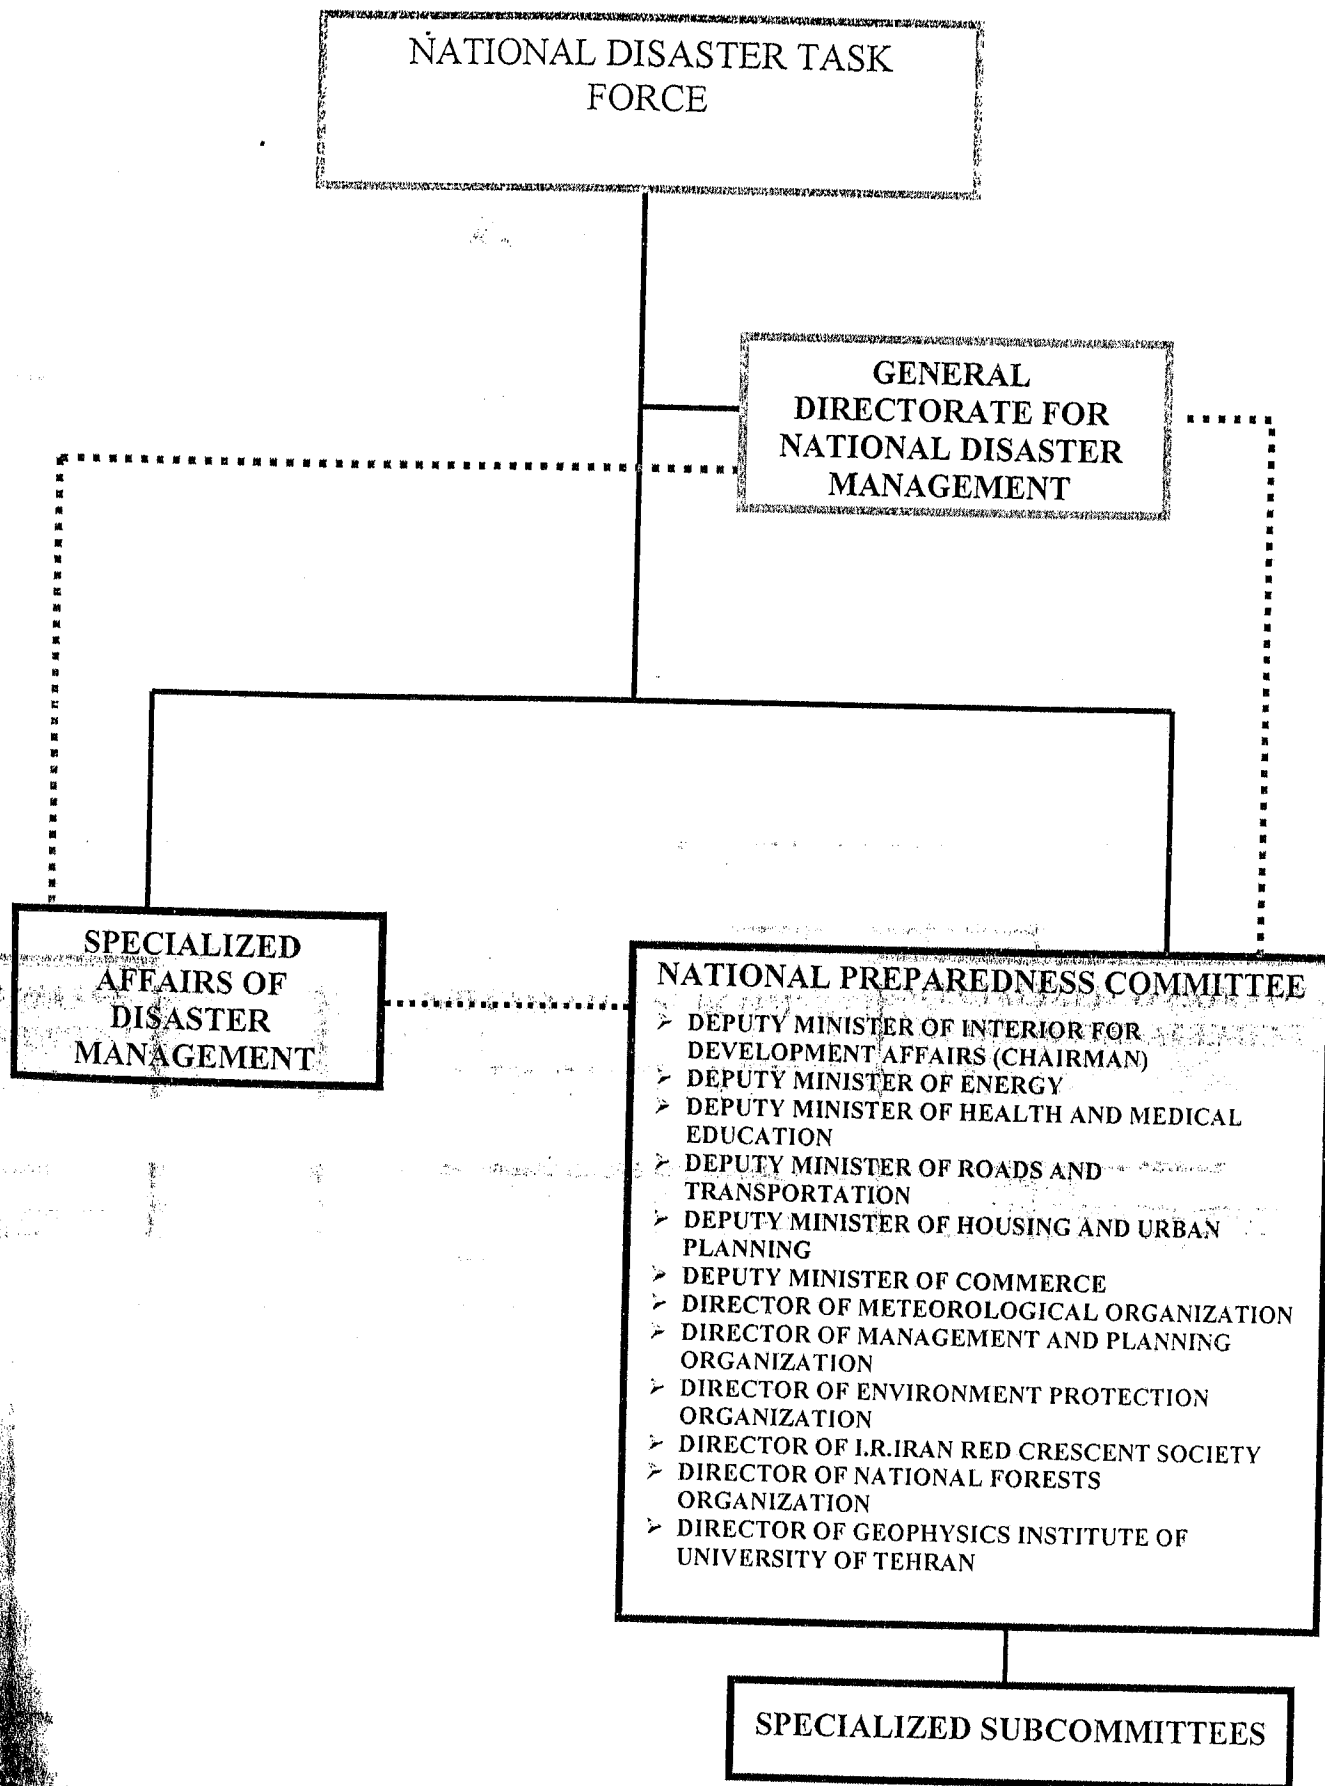 NATIONAL DISASTER TASK
FORCE
GENERAL
DIRECTORATE FOR
NATIONAL DISASTER
MANAGEMENT
SPECIALIZED
AFFAIRS OF
DISASTER
MANAGEMENT
NATIONAL PREPAREDNESS COMMITTEE
➢ DEPUTY MINISTER OF INTERIOR FOR
DEVELOPMENT AFFAIRS (CHAIRMAN)
➢ DEPUTY MINISTER OF ENERGY
➢ DEPUTY MINISTER OF HEALTH AND MEDICAL
EDUCATION
➢ DEPUTY MINISTER OF ROADS AND
TRANSPORTATION
➢ DEPUTY MINISTER OF HOUSING AND URBAN
PLANNING
➢ DEPUTY MINISTER OF COMMERCE
➢ DIRECTOR OF METEOROLOGICAL ORGANIZATION
➢ DIRECTOR OF MANAGEMENT AND PLANNING
ORGANIZATION
➢ DIRECTOR OF ENVIRONMENT PROTECTION
ORGANIZATION
➢ DIRECTOR OF I.R.IRAN RED CRESCENT SOCIETY
➢ DIRECTOR OF NATIONAL FORESTS
ORGANIZATION
➢ DIRECTOR OF GEOPHYSICS INSTITUTE OF
UNIVERSITY OF TEHRAN
SPECIALIZED SUBCOMMITTEES